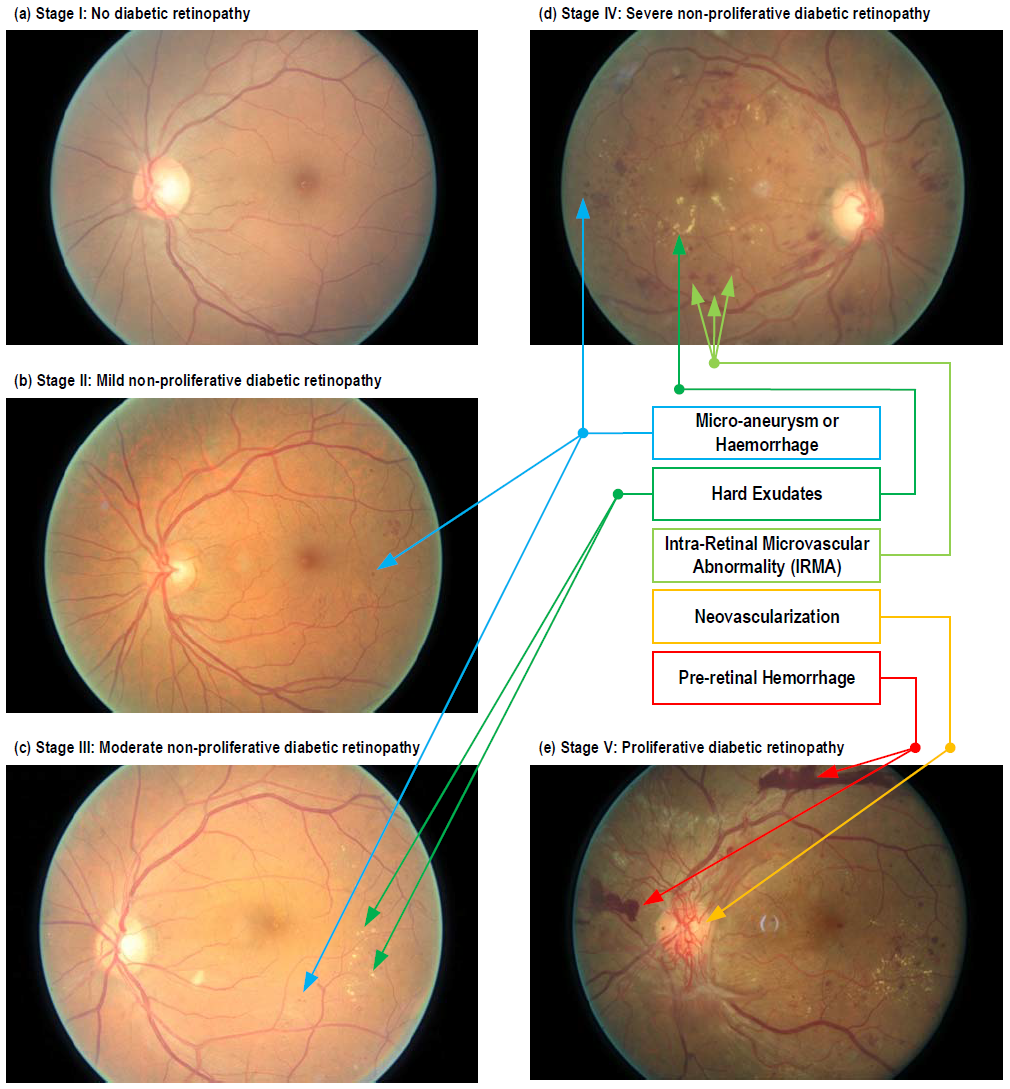 (a) Stage I: No diabetic retinopathy
(d) Stage IV: Severe non-proliferative diabetic retinopathy
(b) Stage II: Mild non-proliferative diabetic retinopathy
Micro-aneurysm or
Haemorrhage
Hard Exudates
Intra-Retinal Microvascular
Abnormality (IRMA)
Neovascularization
Pre-retinal Hemorrhage
(c) Stage III: Moderate non-proliferative diabetic retinopathy
(e) Stage V: Proliferative diabetic retinopathy